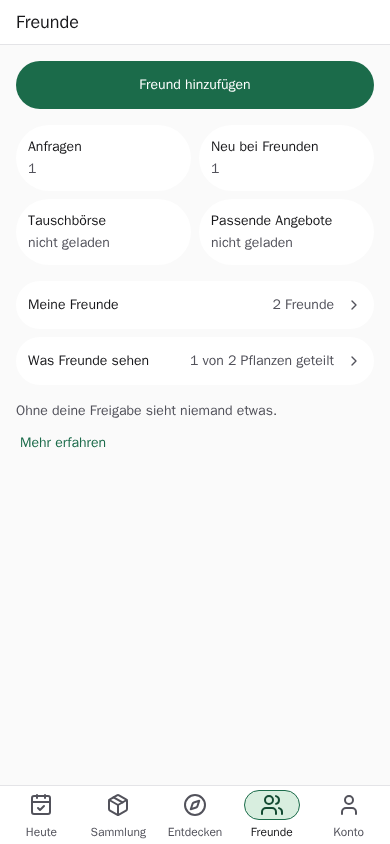 Freunde
Freund hinzufügen
Anfragen
1
Neu bei Freunden
1
Tauschbörse
nicht geladen
Passende Angebote
nicht geladen
Meine Freunde 2 Freunde
Was Freunde sehen 1 von 2 Pflanzen geteilt
Ohne deine Freigabe sieht niemand etwas.
Mehr erfahren
Heute Sammlung Entdecken Freunde Konto